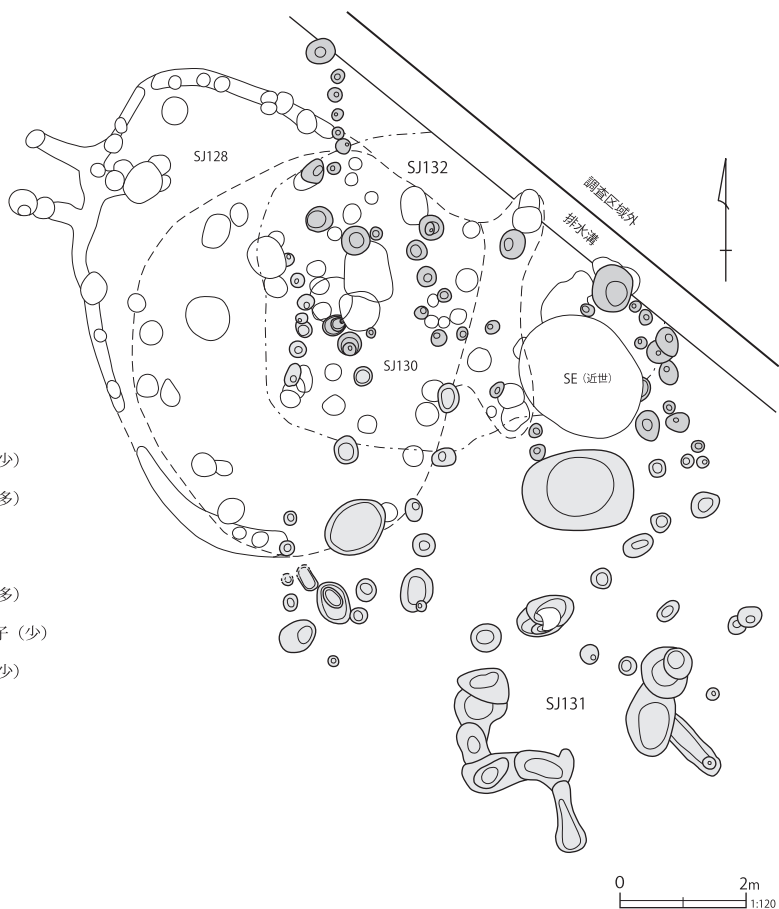 SJ128
SJ132
調査区域外
排水溝
SJ130
SE（近世）
少）
多）
多）
子（少）
少）
SJ131
0 2m
1:120